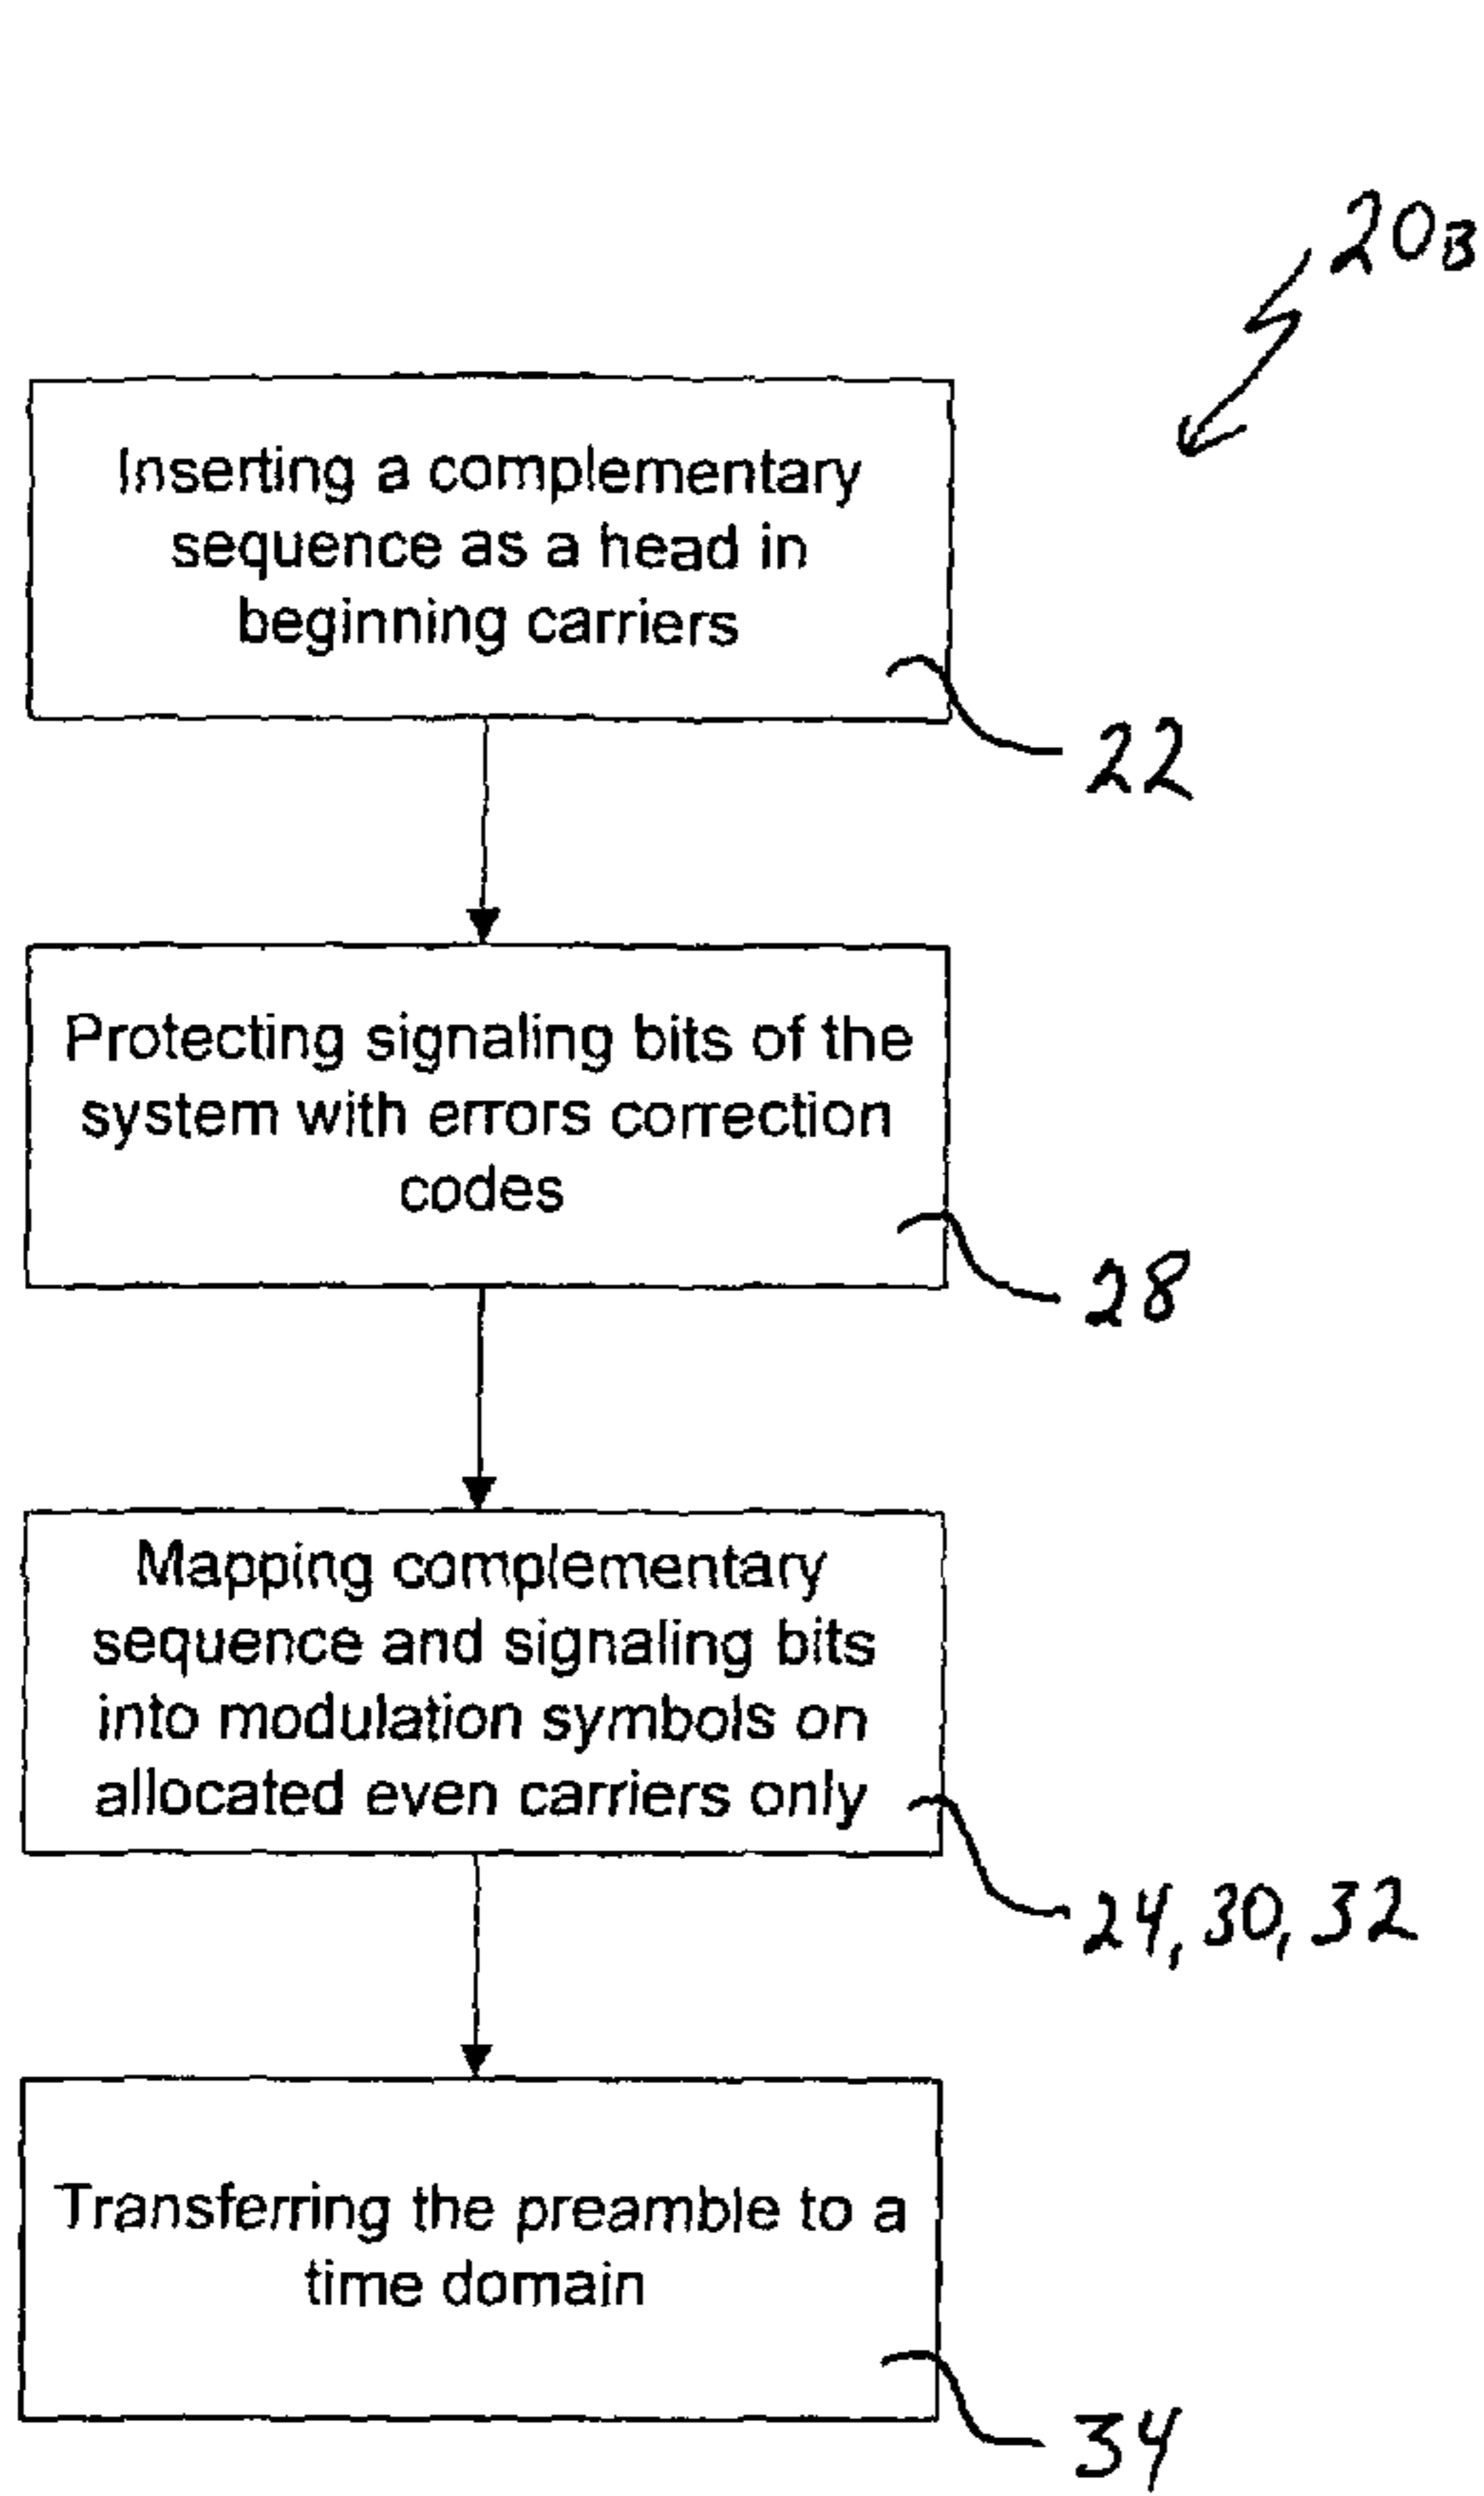 20B
Inserting a complementary
sequence as a head in
beginning carriers
22
Protecting signaling bits of the
system with errors correction
codes
28
Mapping complementary
sequence and signaling bits
into modulation symbols on
allocated even carriers only
24, 30, 32
Transferring the preamble to a
time domain
34